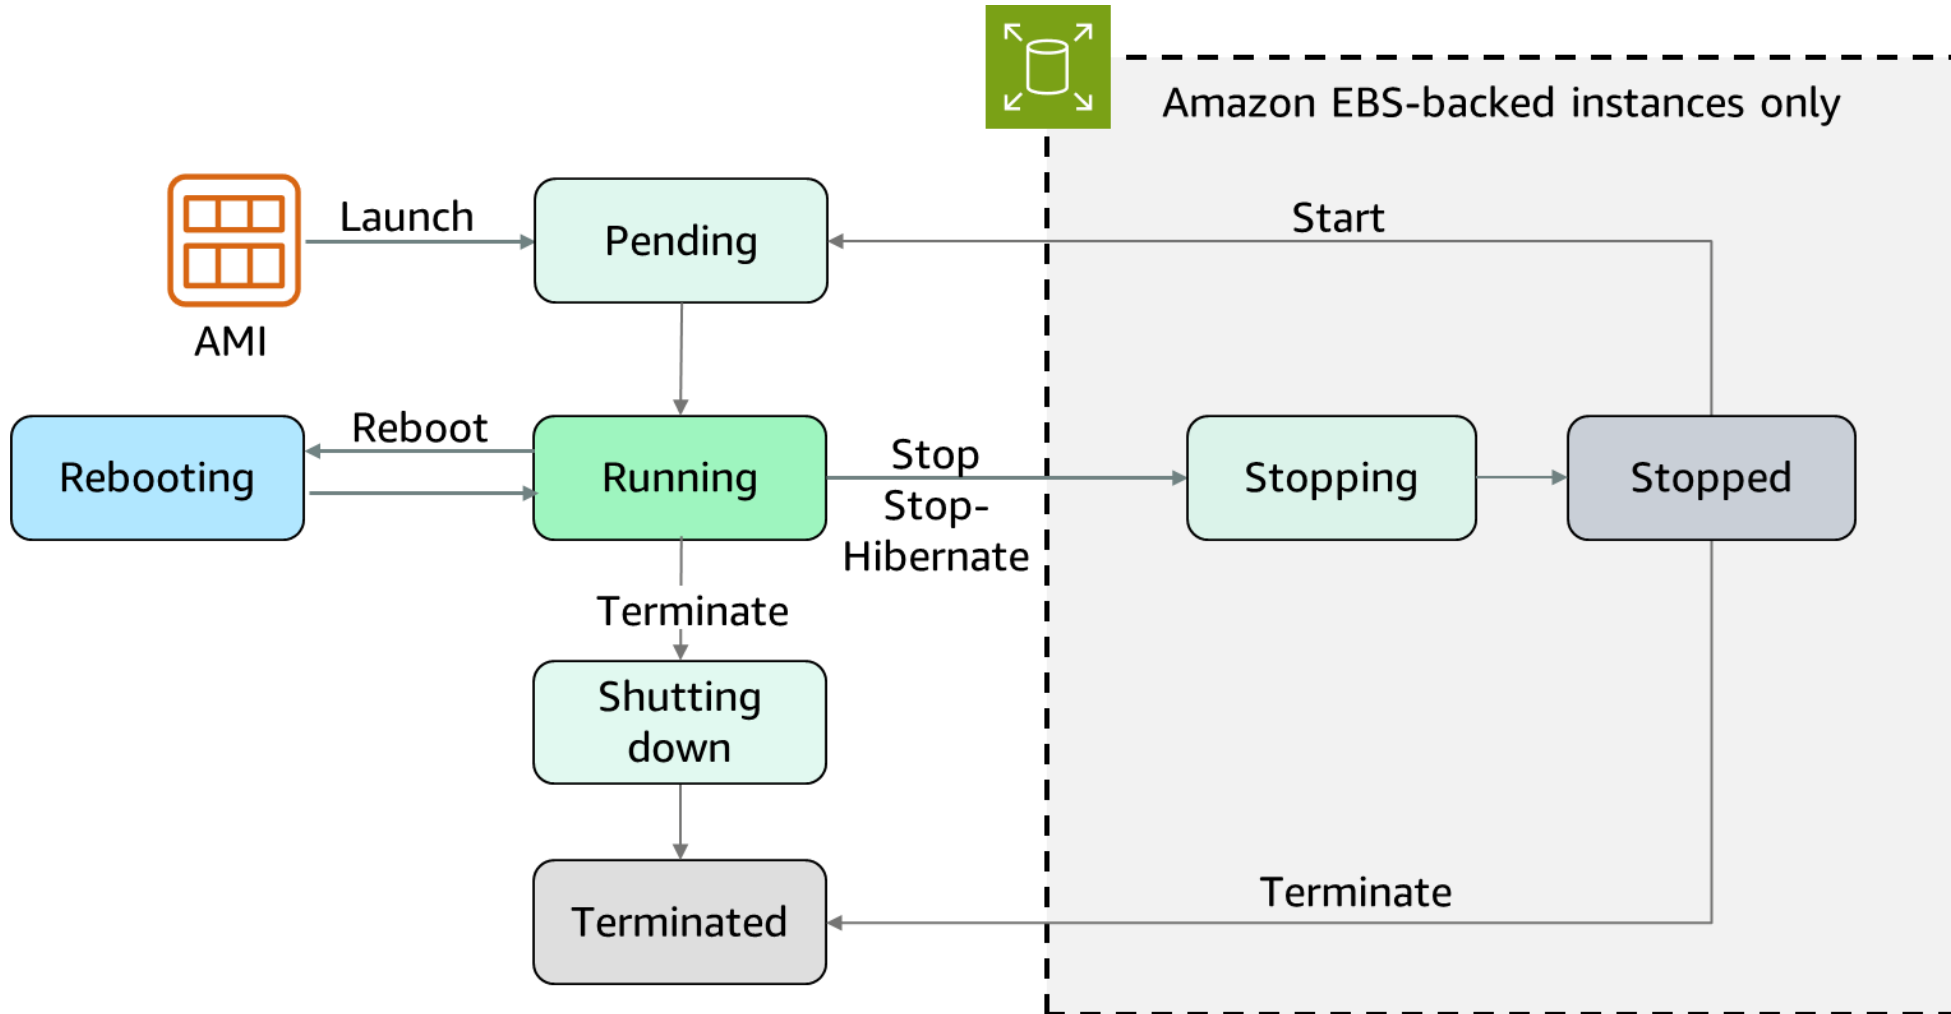 Amazon EBS-backed instances only
Launch
Pending
Start
AMI
Rebooting
Reboot
Running
Stop
Stop-
Hibernate
Stopping
Stopped
Terminate
Shutting
down
Terminated
Terminate